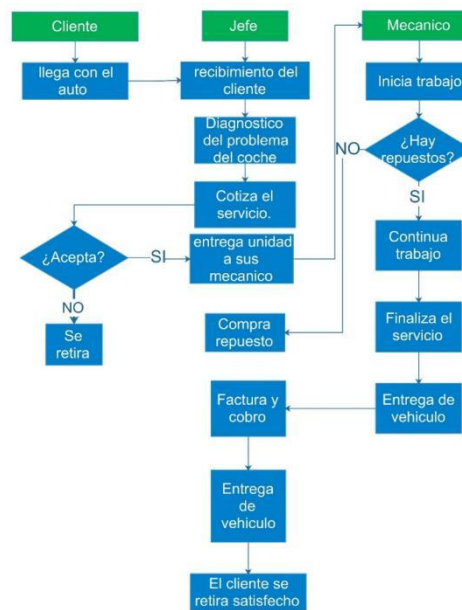 Cliente
Jefe
Mecanico
llega con el
auto
recibimiento del
cliente
Inicia trabajo
Diagnostico
del problema
del coche
¿Hay
repuestos?
NO
SI
Cotiza el
servicio.
¿Acepta?
SI
entrega unidad
a sus
mecanico
Continua
trabajo
NO
Se
retira
Compra
repuesto
Finaliza el
servicio
Factura y
cobro
Entrega de
vehiculo
Entrega
de
vehiculo
El cliente se
retira satisfecho